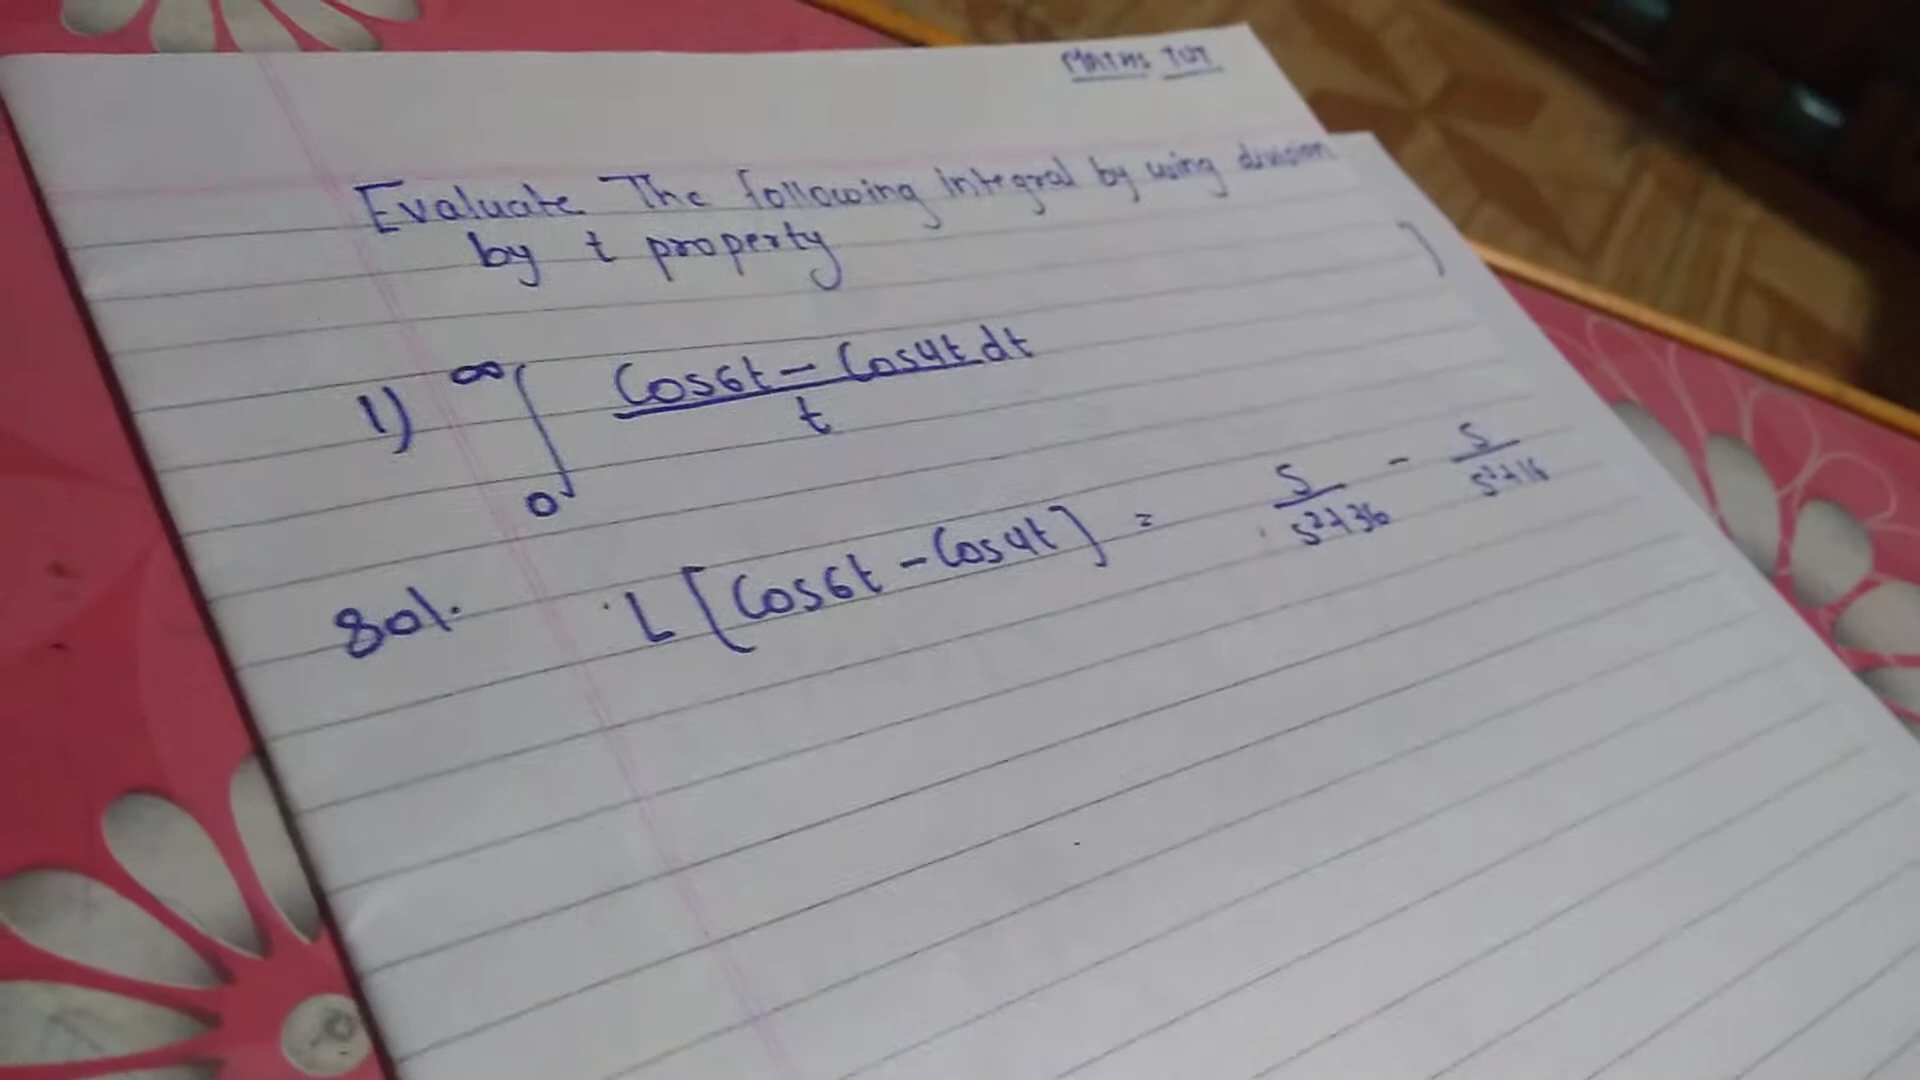 MATHS TUT
Evaluate The following integral by using division
by t property
1) ∞∫0 Cos6t - Cos4t dt / t
Sol. L [Cos6t - Cos4t] = s/s²+36 - s/s²+16